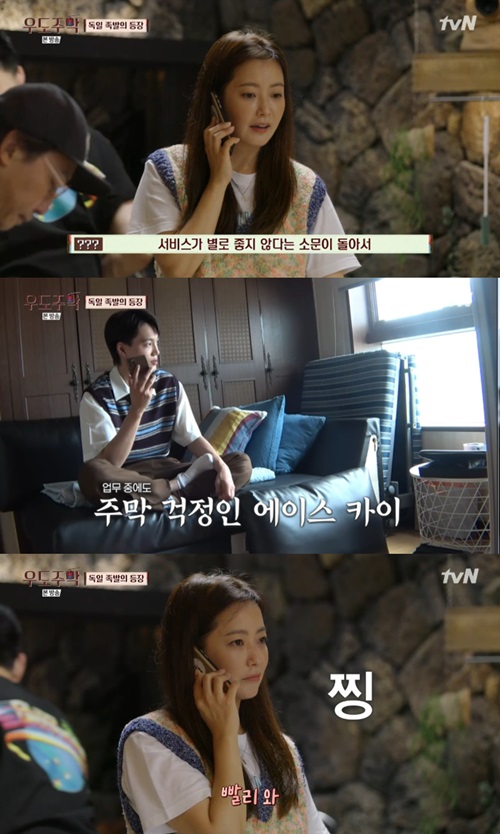 우도주막
본 방송
독일 족발의 등장
tvN
???
서비스가 별로 좋지 않다는 소문이 돌아서
우도주막
본 방송
독일 족발의 등장
업무 중에도
주막 걱정인 에이스 카이
우도주막
본 방송
독일 족발의 등장
tvN
찡
빨리 와